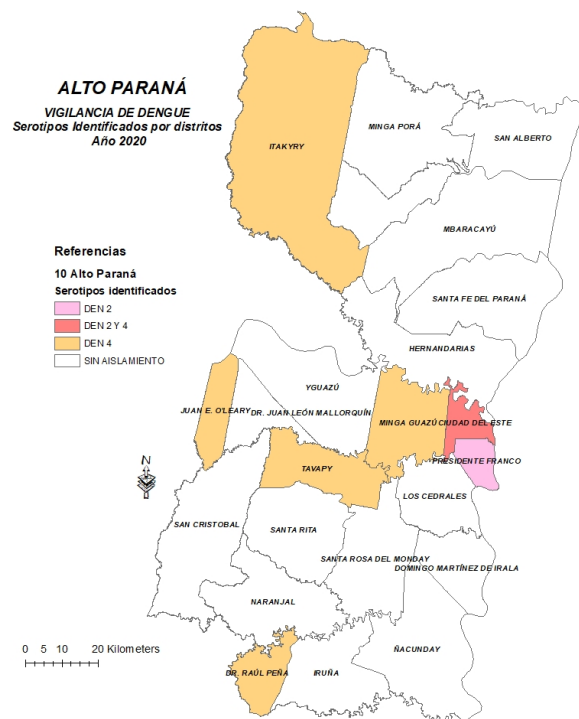 ALTO PARANÁ
VIGILANCIA DE DENGUE
Serotipos Identificados por distritos
Año 2020
ITAKYRY
MINGA PORÁ
SAN ALBERTO
MBARACAYÚ
Referencias
10 Alto Paraná
Serotipos identificados
DEN 2
DEN 2 Y 4
DEN 4
SIN AISLAMIENTO
SANTA FE DEL PARANÁ
HERNANDARIAS
YGUAZÚ
JUAN E. O'LEARY
DR. JUAN LEÓN MALLORQUÍN
MINGA GUAZÚ
CIUDAD DEL ESTE
PRESIDENTE FRANCO
TAVAPY
N
LOS CEDRALES
SAN CRISTOBAL
SANTA RITA
SANTA ROSA DEL MONDAY
DOMINGO MARTÍNEZ DE IRALA
NARANJAL
ÑACUNDAY
DR. RAÚL PEÑA
IRUÑA
0 5 10 20 Kilometers